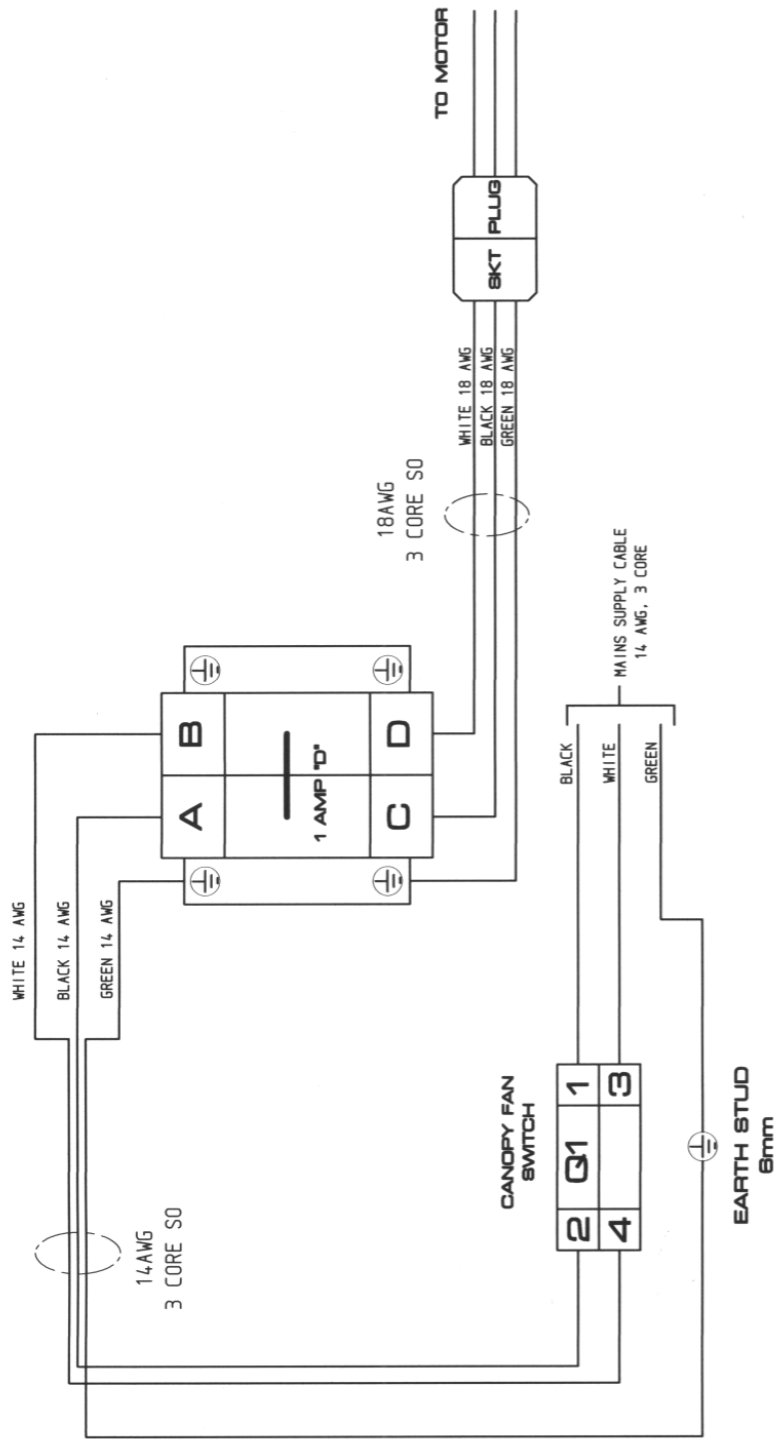 WHITE 14 AWG
BLACK 14 AWG
GREEN 14 AWG
14AWG
3 CORE SO
A
B
1 AMP "D"
C
D
18AWG
3 CORE SO
WHITE 18 AWG
BLACK 18 AWG
GREEN 18 AWG
SKT
PLUG
TO MOTOR
CANOPY FAN
SWITCH
2
Q1
1
4
3
BLACK
WHITE
GREEN
MAINS SUPPLY CABLE
14 AWG, 3 CORE
EARTH STUD
6mm